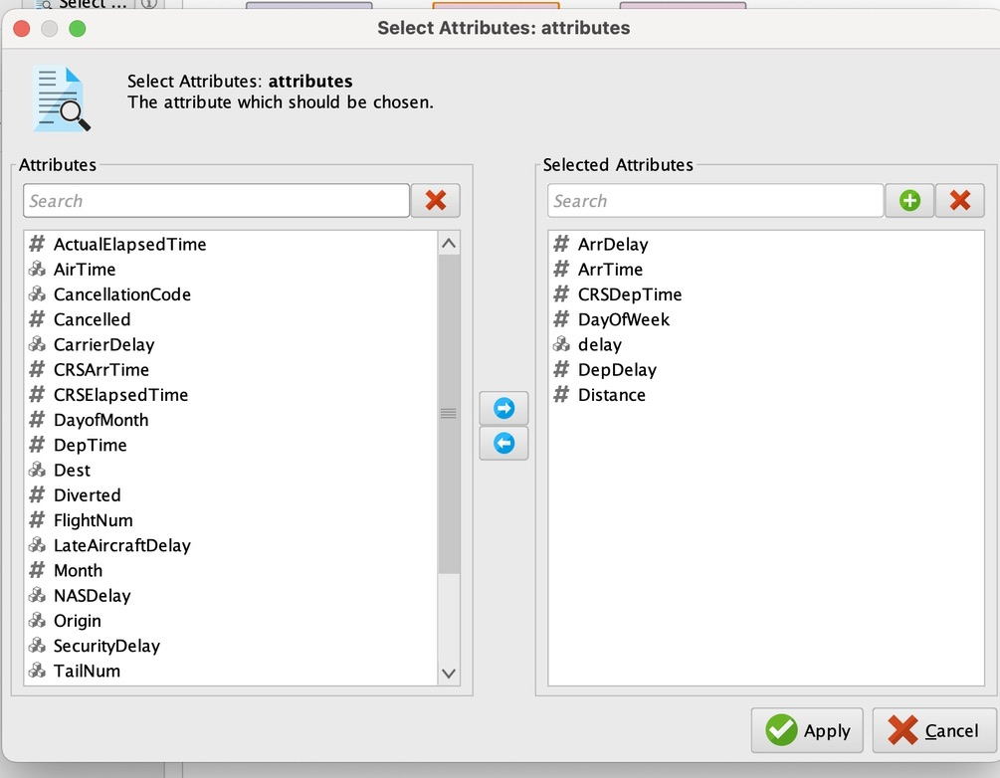 Select ...
Select Attributes: attributes
Select Attributes: attributes
The attribute which should be chosen.
Attributes
Search
ActualElapsedTime
AirTime
CancellationCode
Cancelled
CarrierDelay
CRSArrTime
CRSElapsedTime
DayofMonth
DepTime
Dest
Diverted
FlightNum
LateAircraftDelay
Month
NASDelay
Origin
SecurityDelay
TailNum
Selected Attributes
Search
ArrDelay
ArrTime
CRSDepTime
DayOfWeek
delay
DepDelay
Distance
Apply
Cancel